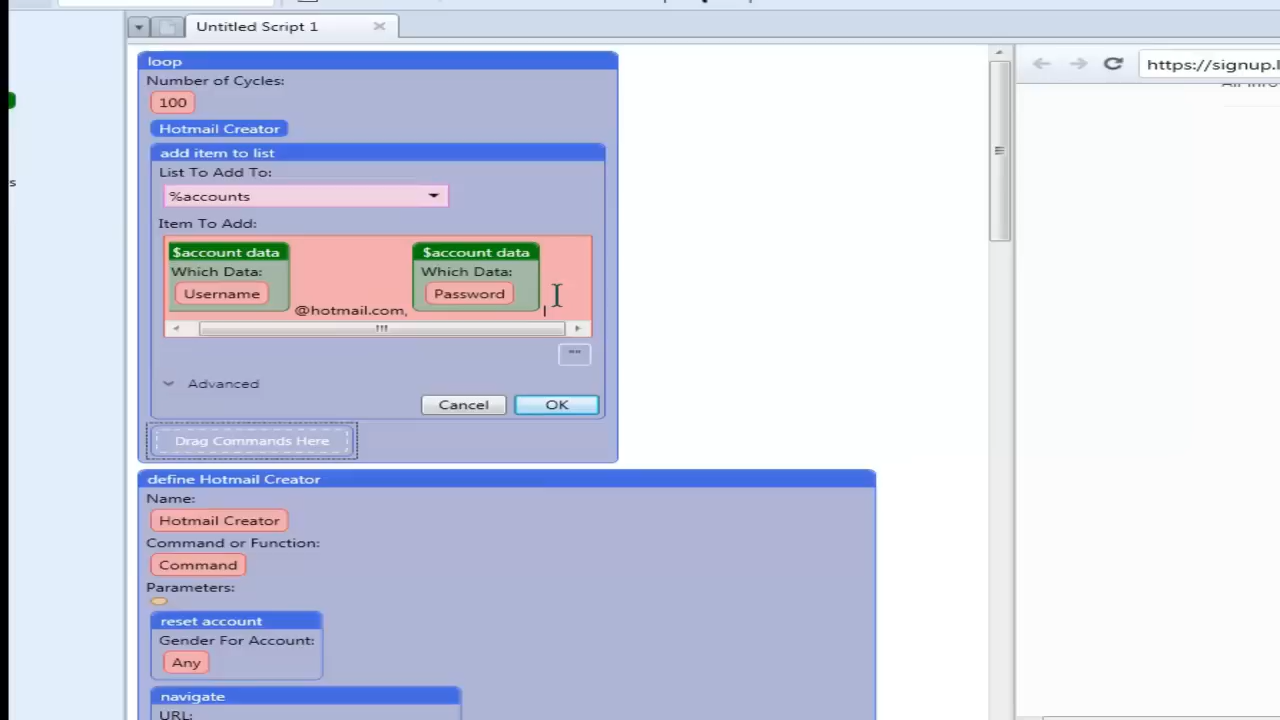 Untitled Script 1
https://signup.l
loop
Number of Cycles:
100
Hotmail Creator
add item to list
List To Add To:
%accounts
Item To Add:
$account data $account data
Which Data: Which Data:
Username Password
@hotmail.com,
""
Advanced
Cancel OK
Drag Commands Here
define Hotmail Creator
Name:
Hotmail Creator
Command or Function:
Command
Parameters:
reset account
Gender For Account:
Any
navigate
URL:
s